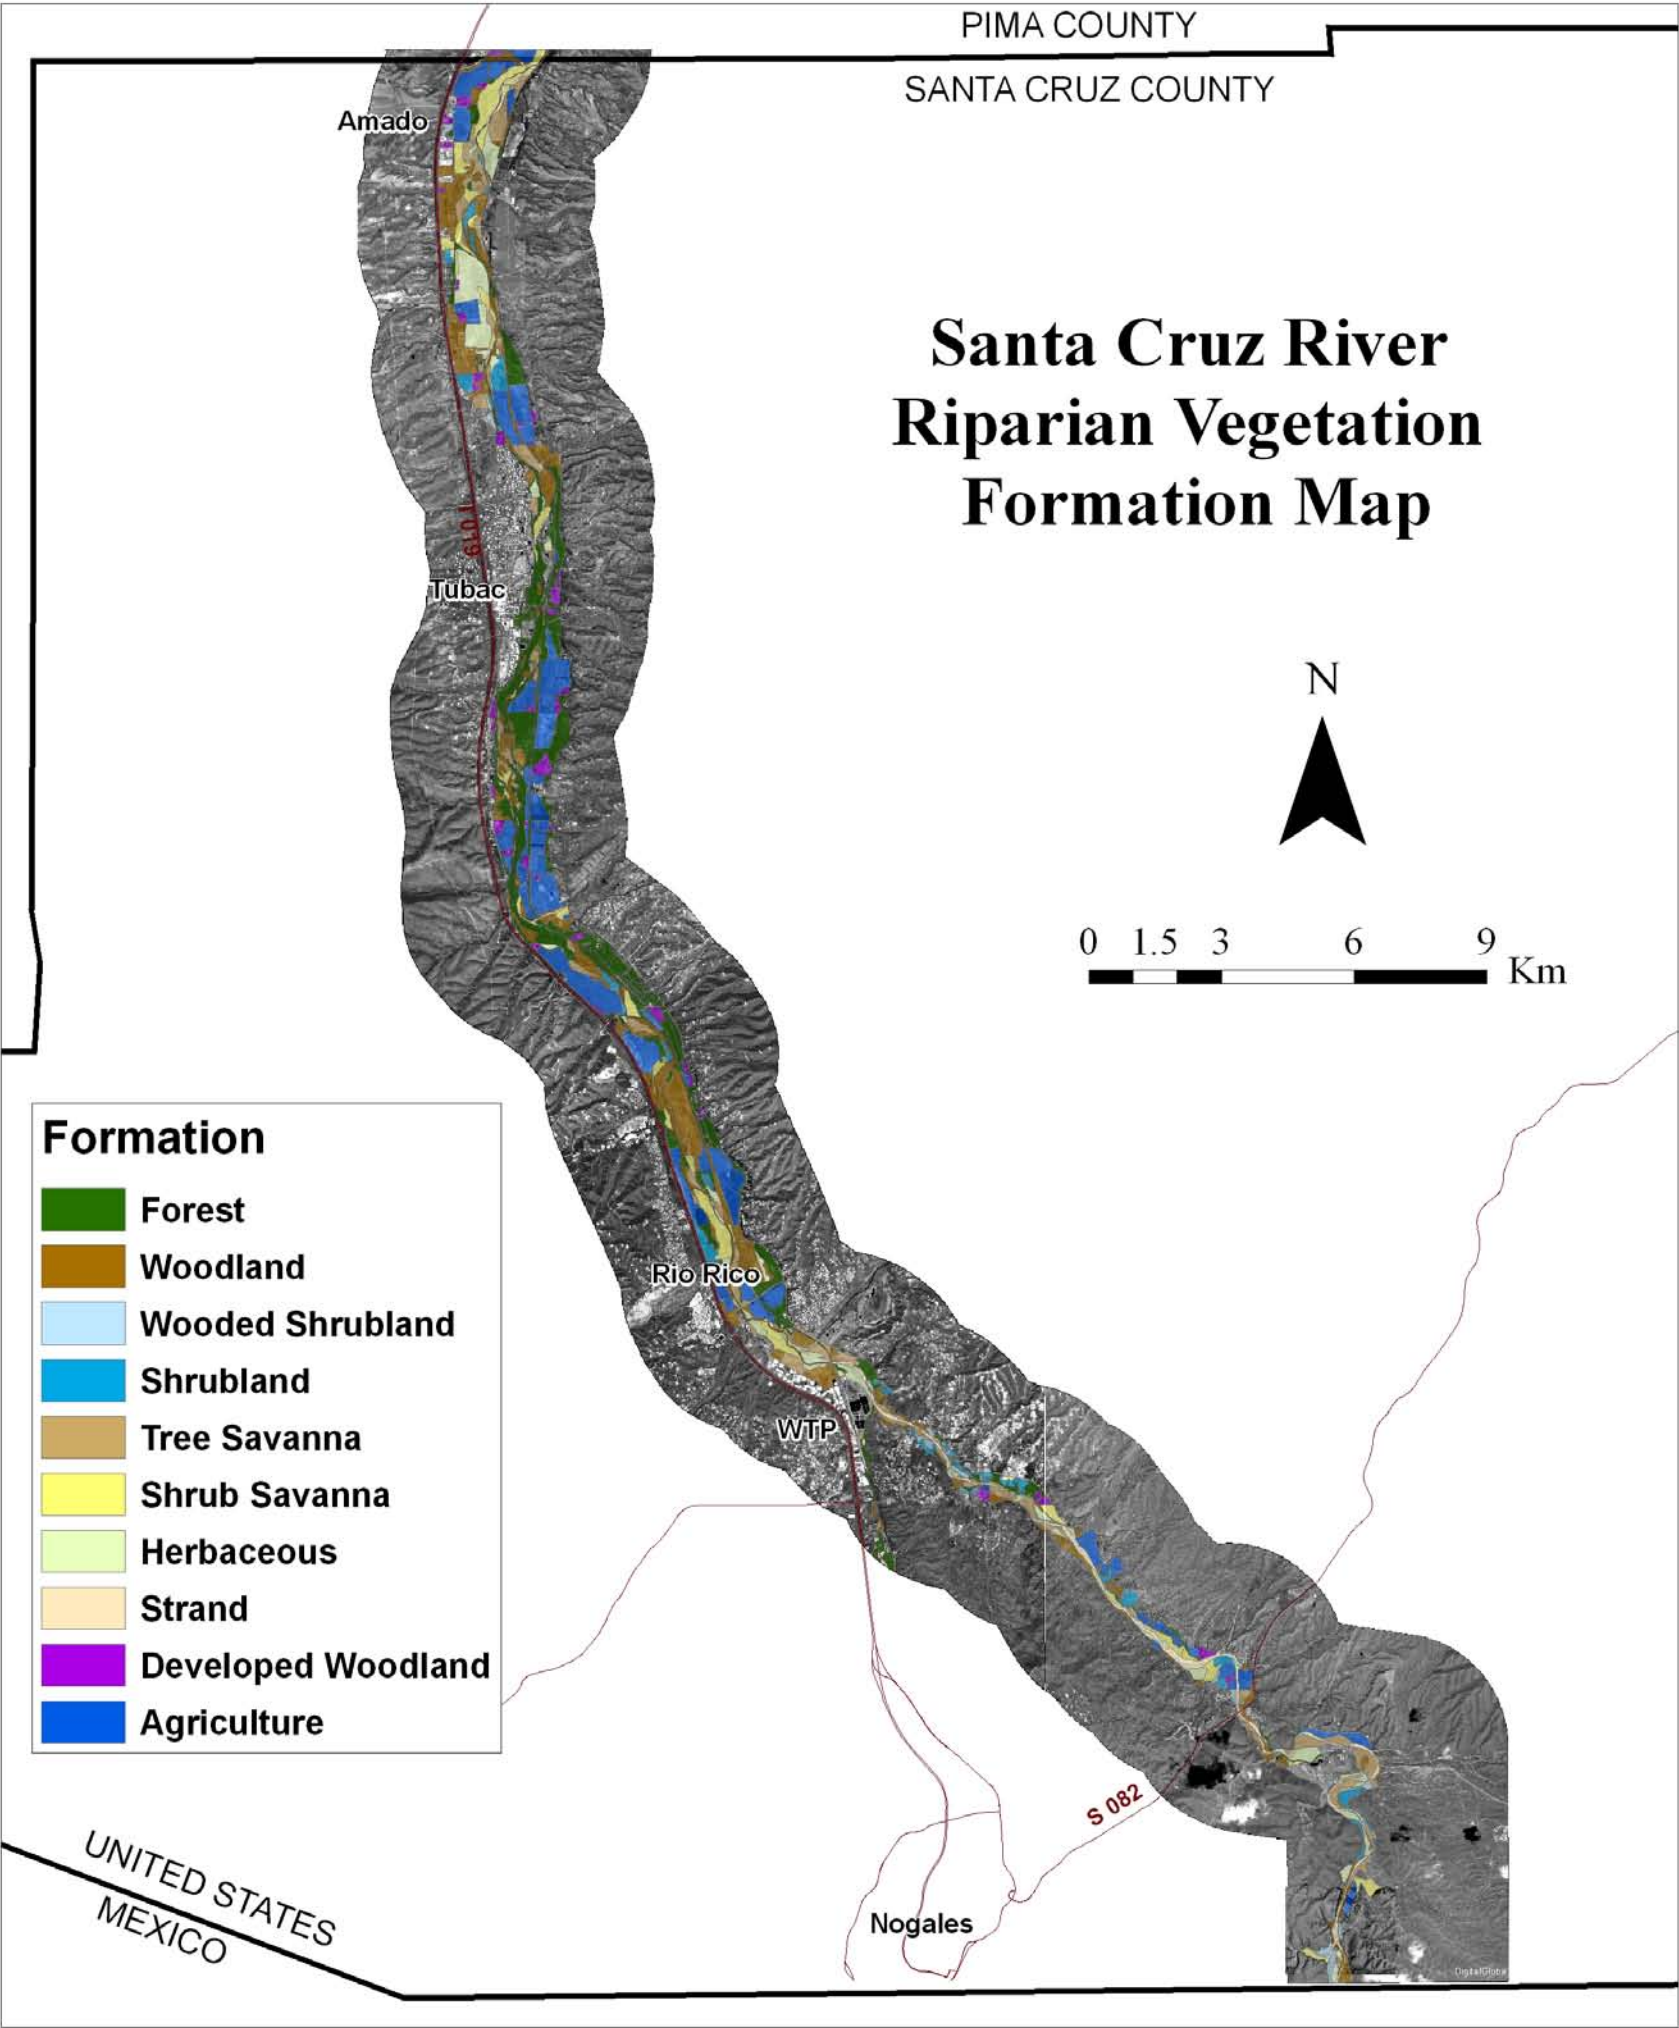 PIMA COUNTY
SANTA CRUZ COUNTY
Amado
Santa Cruz River
Riparian Vegetation
Formation Map
I 019
Tubac
N
0 1.5 3 6 9
Km
Formation
Forest
Woodland
Wooded Shrubland
Shrubland
Tree Savanna
Shrub Savanna
Herbaceous
Strand
Developed Woodland
Agriculture
Rio Rico
WTP
S 082
Nogales
UNITED STATES
MEXICO
DigitalGlobe